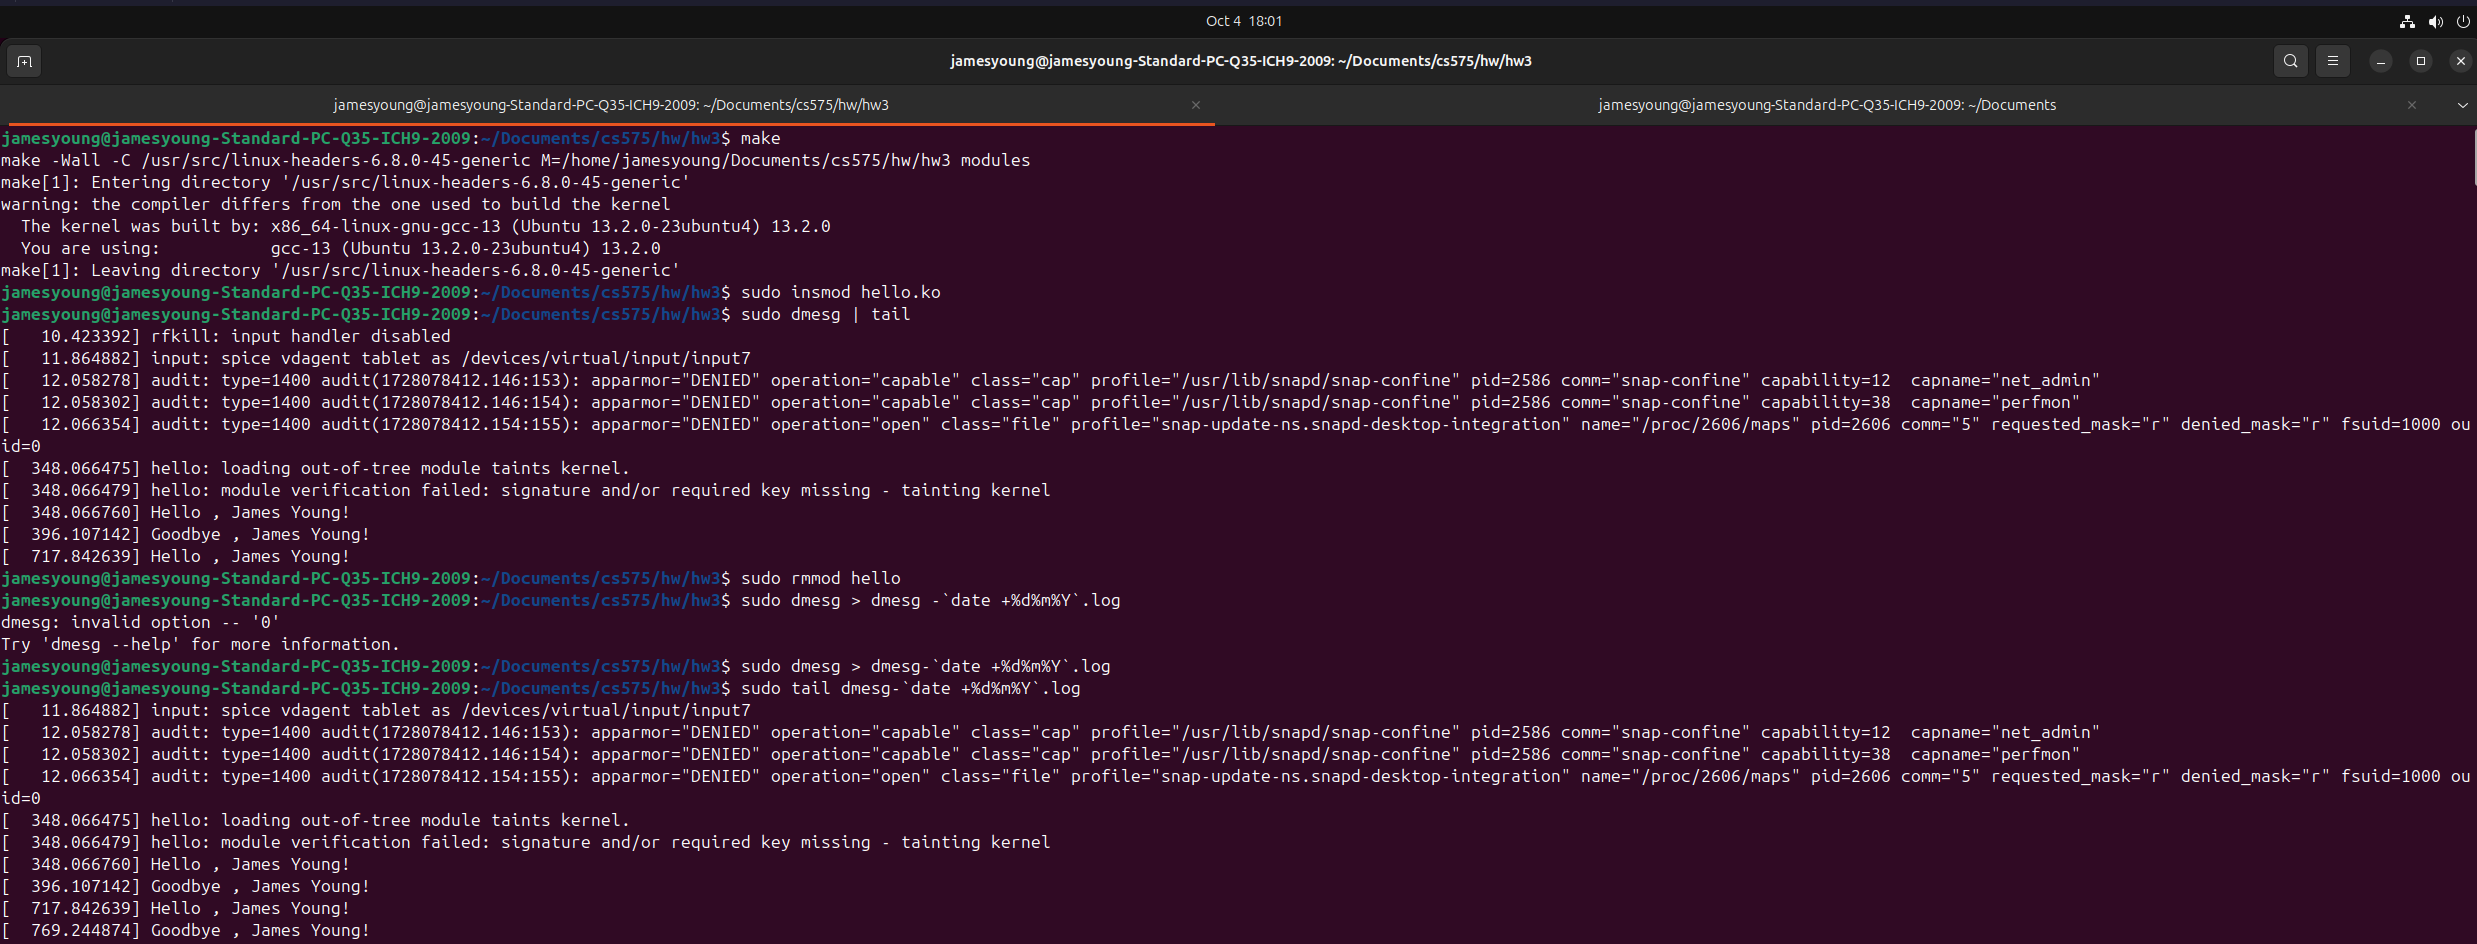 Oct 4 18:01
jamesyoung@jamesyoung-Standard-PC-Q35-ICH9-2009: ~/Documents/cs575/hw/hw3
jamesyoung@jamesyoung-Standard-PC-Q35-ICH9-2009: ~/Documents/cs575/hw/hw3
jamesyoung@jamesyoung-Standard-PC-Q35-ICH9-2009: ~/Documents
jamesyoung@jamesyoung-Standard-PC-Q35-ICH9-2009:~/Documents/cs575/hw/hw3$ make
make -Wall -C /usr/src/linux-headers-6.8.0-45-generic M=/home/jamesyoung/Documents/cs575/hw/hw3 modules
make[1]: Entering directory '/usr/src/linux-headers-6.8.0-45-generic'
warning: the compiler differs from the one used to build the kernel
  The kernel was built by: x86_64-linux-gnu-gcc-13 (Ubuntu 13.2.0-23ubuntu4) 13.2.0
  You are using:           gcc-13 (Ubuntu 13.2.0-23ubuntu4) 13.2.0
make[1]: Leaving directory '/usr/src/linux-headers-6.8.0-45-generic'
jamesyoung@jamesyoung-Standard-PC-Q35-ICH9-2009:~/Documents/cs575/hw/hw3$ sudo insmod hello.ko
jamesyoung@jamesyoung-Standard-PC-Q35-ICH9-2009:~/Documents/cs575/hw/hw3$ sudo dmesg | tail
[   10.423392] rfkill: input handler disabled
[   11.864882] input: spice vdagent tablet as /devices/virtual/input/input7
[   12.058278] audit: type=1400 audit(1728078412.146:153): apparmor="DENIED" operation="capable" class="cap" profile="/usr/lib/snapd/snap-confine" pid=2586 comm="snap-confine" capability=12  capname="net_admin"
[   12.058302] audit: type=1400 audit(1728078412.146:154): apparmor="DENIED" operation="capable" class="cap" profile="/usr/lib/snapd/snap-confine" pid=2586 comm="snap-confine" capability=38  capname="perfmon"
[   12.066354] audit: type=1400 audit(1728078412.154:155): apparmor="DENIED" operation="open" class="file" profile="snap-update-ns.snapd-desktop-integration" name="/proc/2606/maps" pid=2606 comm="5" requested_mask="r" denied_mask="r" fsuid=1000 ou
id=0
[  348.066475] hello: loading out-of-tree module taints kernel.
[  348.066479] hello: module verification failed: signature and/or required key missing - tainting kernel
[  348.066760] Hello , James Young!
[  396.107142] Goodbye , James Young!
[  717.842639] Hello , James Young!
jamesyoung@jamesyoung-Standard-PC-Q35-ICH9-2009:~/Documents/cs575/hw/hw3$ sudo rmmod hello
jamesyoung@jamesyoung-Standard-PC-Q35-ICH9-2009:~/Documents/cs575/hw/hw3$ sudo dmesg > dmesg -`date +%d%m%Y`.log
dmesg: invalid option -- '0'
Try 'dmesg --help' for more information.
jamesyoung@jamesyoung-Standard-PC-Q35-ICH9-2009:~/Documents/cs575/hw/hw3$ sudo dmesg > dmesg-`date +%d%m%Y`.log
jamesyoung@jamesyoung-Standard-PC-Q35-ICH9-2009:~/Documents/cs575/hw/hw3$ sudo tail dmesg-`date +%d%m%Y`.log
[   11.864882] input: spice vdagent tablet as /devices/virtual/input/input7
[   12.058278] audit: type=1400 audit(1728078412.146:153): apparmor="DENIED" operation="capable" class="cap" profile="/usr/lib/snapd/snap-confine" pid=2586 comm="snap-confine" capability=12  capname="net_admin"
[   12.058302] audit: type=1400 audit(1728078412.146:154): apparmor="DENIED" operation="capable" class="cap" profile="/usr/lib/snapd/snap-confine" pid=2586 comm="snap-confine" capability=38  capname="perfmon"
[   12.066354] audit: type=1400 audit(1728078412.154:155): apparmor="DENIED" operation="open" class="file" profile="snap-update-ns.snapd-desktop-integration" name="/proc/2606/maps" pid=2606 comm="5" requested_mask="r" denied_mask="r" fsuid=1000 ou
id=0
[  348.066475] hello: loading out-of-tree module taints kernel.
[  348.066479] hello: module verification failed: signature and/or required key missing - tainting kernel
[  348.066760] Hello , James Young!
[  396.107142] Goodbye , James Young!
[  717.842639] Hello , James Young!
[  769.244874] Goodbye , James Young!